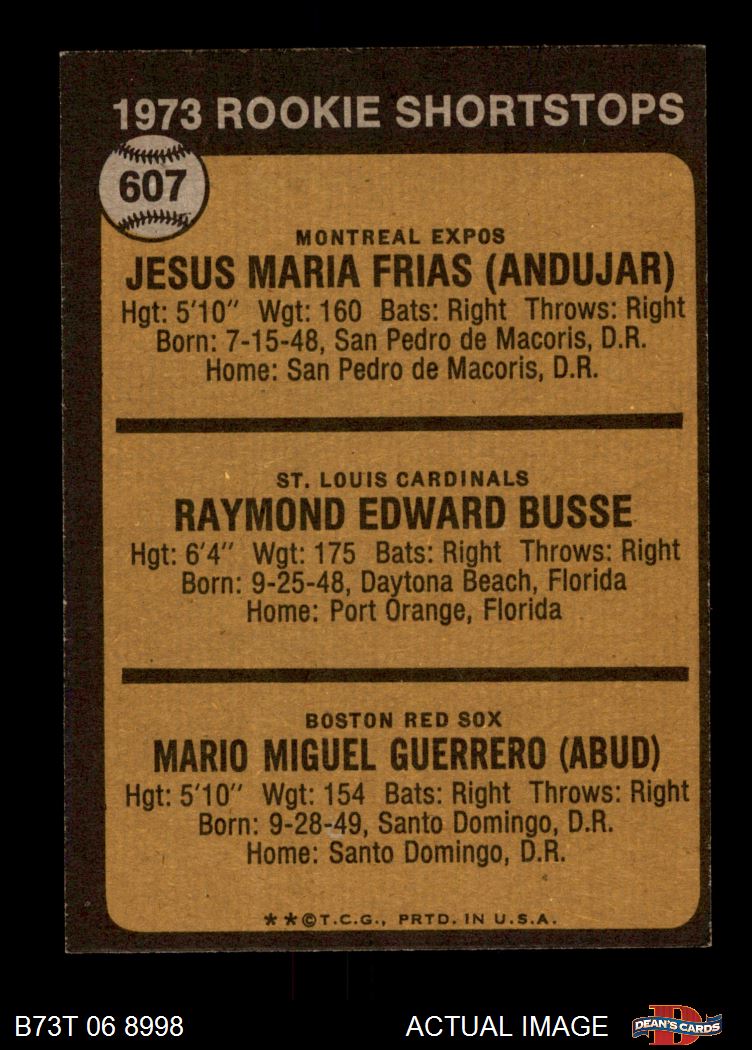 1973 ROOKIE SHORTSTOPS
607
MONTREAL EXPOS
JESUS MARIA FRIAS (ANDUJAR)
Hgt: 5'10" Wgt: 160 Bats: Right Throws: Right
Born: 7-15-48, San Pedro de Macoris, D.R.
Home: San Pedro de Macoris, D.R.
ST. LOUIS CARDINALS
RAYMOND EDWARD BUSSE
Hgt: 6'4" Wgt: 175 Bats: Right Throws: Right
Born: 9-25-48, Daytona Beach, Florida
Home: Port Orange, Florida
BOSTON RED SOX
MARIO MIGUEL GUERRERO (ABUD)
Hgt: 5'10" Wgt: 154 Bats: Right Throws: Right
Born: 9-28-49, Santo Domingo, D.R.
Home: Santo Domingo, D.R.
**©T.C.G., PRTD. IN U.S.A.
B73T 06 8998 ACTUAL IMAGE
D
DEAN'S CARDS